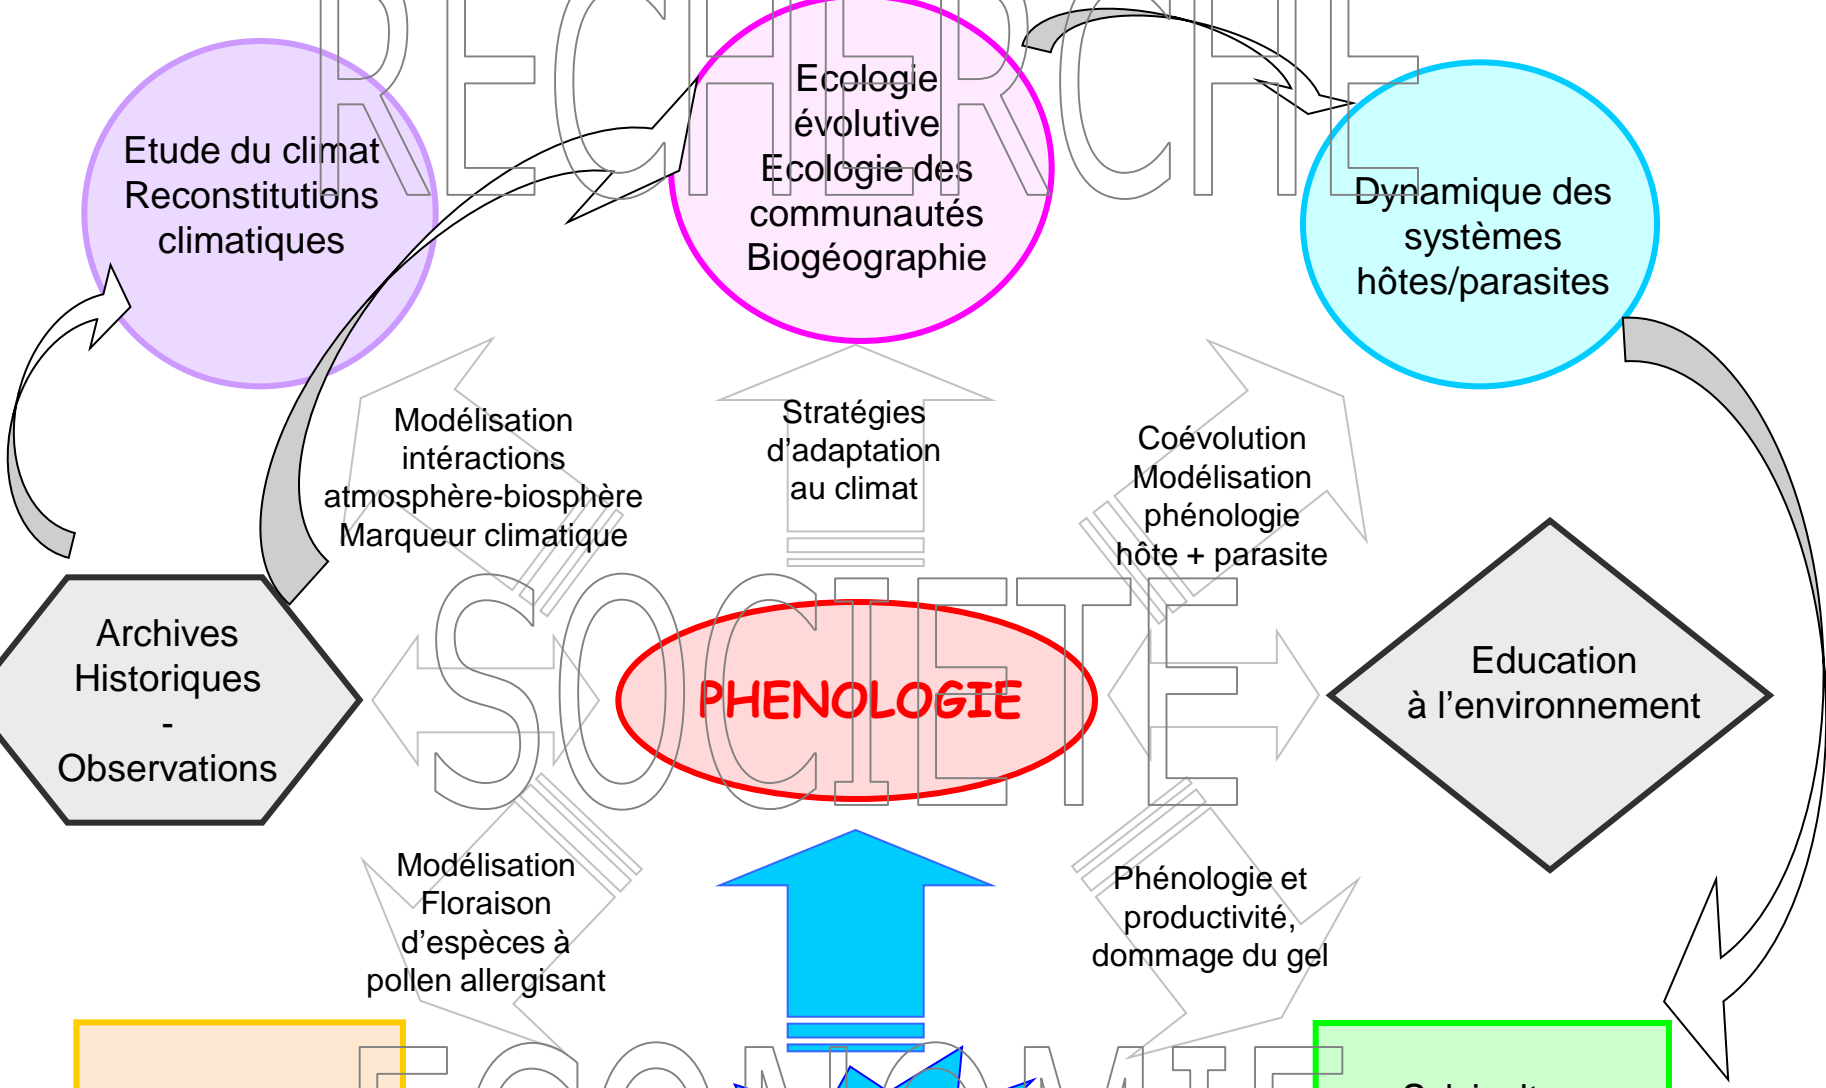 RECHERCHE
Etude du climat
Reconstitutions
climatiques
Ecologie
évolutive
Ecologie des
communautés
Biogéographie
Dynamique des
systèmes
hôtes/parasites
Modélisation
intéractions
atmosphère-biosphère
Marqueur climatique
Stratégies
d’adaptation
au climat
Coévolution
Modélisation
phénologie
hôte + parasite
SOCIETE
Archives
Historiques
-
Observations
PHENOLOGIE
Education
à l’environnement
Modélisation
Floraison
d’espèces à
pollen allergisant
Phénologie et
productivité,
dommage du gel
ECONOMIE